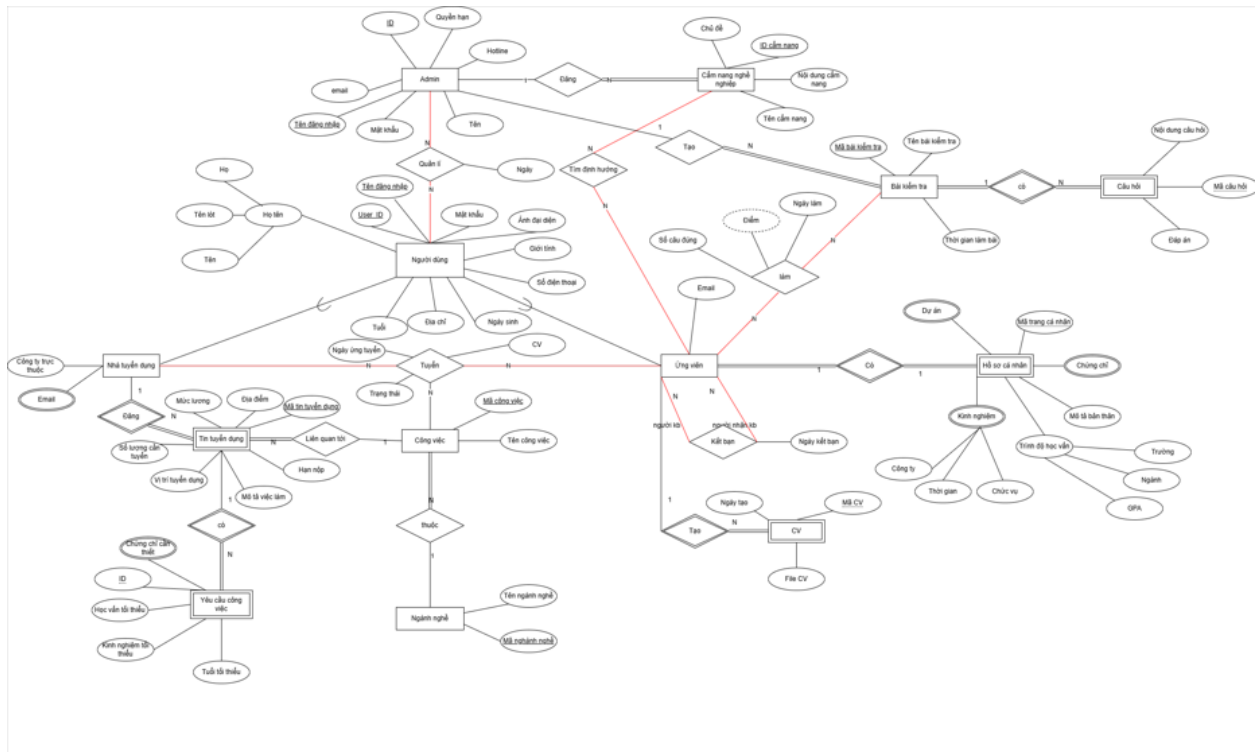 Quyền hạn
ID
Chủ đề
ID cẩm nang
Hotline
Admin
1
Đăng
N
Cẩm nang nghề
nghiệp
Nội dung cẩm
nang
email
Tên đăng nhập
Mật khẩu
Tên
Tên cẩm nang
1
Tạo
N
Mã bài kiểm tra
Tên bài kiểm tra
Nội dung câu hỏi
N
Quản lí
Ngày
N
N
Tìm định hướng
N
Bài kiểm tra
1
có
N
Câu hỏi
Mã câu hỏi
Họ
Tên lót
Họ tên
Tên
Tên đăng nhập
User_ID
Mật khẩu
Ảnh đại diện
Giới tính
Số điện thoại
Người dùng
Điểm
Ngày làm
Số câu đúng
làm
N
N
Thời gian làm bài
Đáp án
Tuổi
Địa chỉ
Ngày sinh
Email
Dự án
Mã trang cá nhân
Công ty trực
thuộc
Nhà tuyển dụng
Email
Ngày ứng tuyển
CV
N
Tuyển
N
Trạng thái
N
Ứng viên
1
Có
1
Hồ sơ cá nhân
Chứng chỉ
Mô tả bản thân
Kinh nghiệm
Công ty
Thời gian
Chức vụ
Trình độ học vấn
Trường
Ngành
GPA
1
Đăng
N
Mức lương
Địa điểm
Mã tin tuyển dụng
Số lượng cần
tuyển
Tin tuyển dụng
N
Liên quan tới
1
Công việc
Mã công việc
Tên công việc
Vị trí tuyển dụng
Mô tả việc làm
Hạn nộp
N
N
người kb
người nhận kb
Kết bạn
Ngày kết bạn
1
có
N
N
thuộc
1
1
Tạo
N
Ngày tạo
Mã CV
CV
File CV
Chứng chỉ cần
thiết
ID
Học vấn tối thiểu
Yêu cầu công
việc
Kinh nghiệm tối
thiểu
Tuổi tối thiểu
Ngành nghề
Tên ngành nghề
Mã nghành nghề